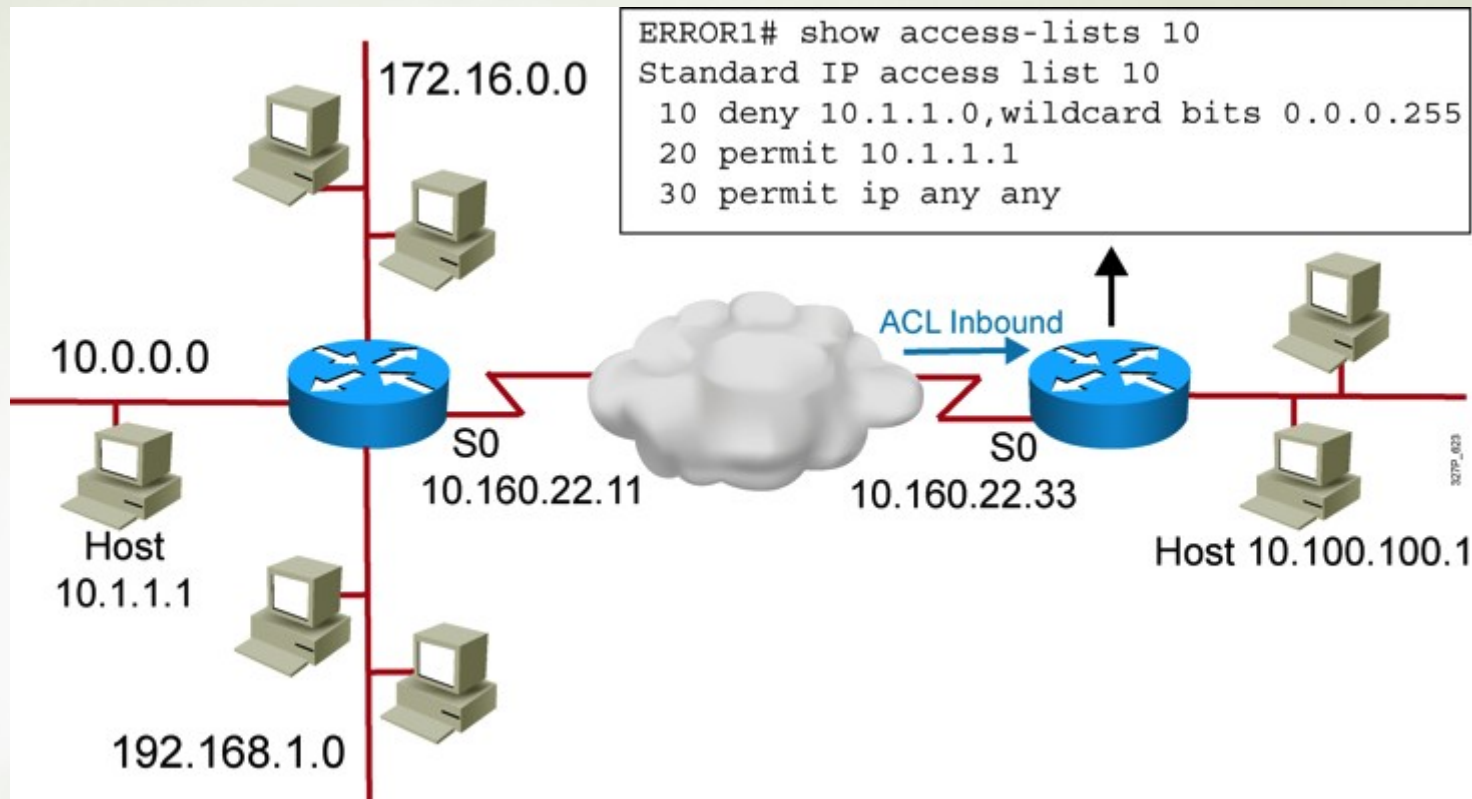 ERROR1# show access-lists 10
Standard IP access list 10
10 deny 10.1.1.0,wildcard bits 0.0.0.255
20 permit 10.1.1.1
30 permit ip any any
172.16.0.0
10.0.0.0
ACL Inbound
S0
10.160.22.11
S0
10.160.22.33
Host
10.1.1.1
Host 10.100.100.1
192.168.1.0
327P_623